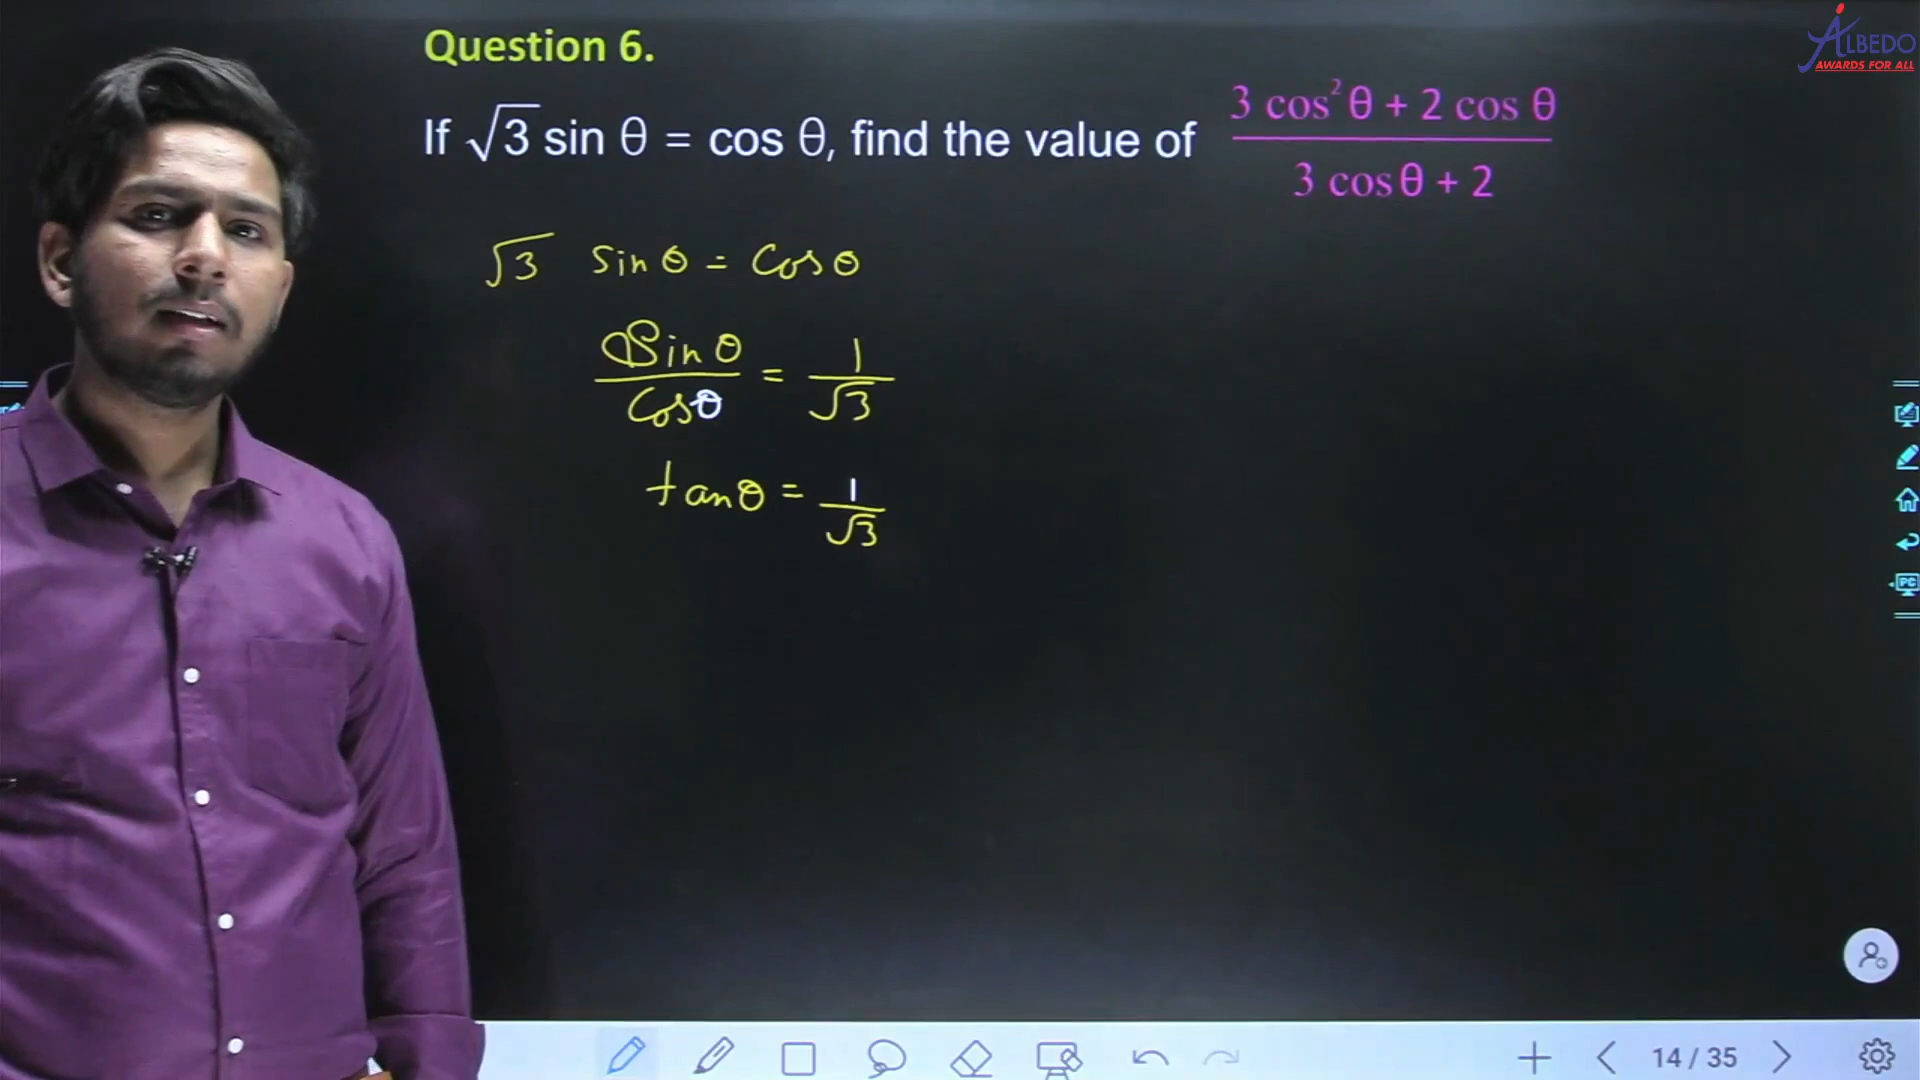 ALBEDO
AWARDS FOR ALL
Question 6.
If √3 sin θ = cos θ, find the value of (3 cos²θ + 2 cos θ) / (3 cos θ + 2)
√3 sin θ = cos θ
sin θ / cos θ = 1 / √3
tan θ = 1 / √3
PC
14 / 35